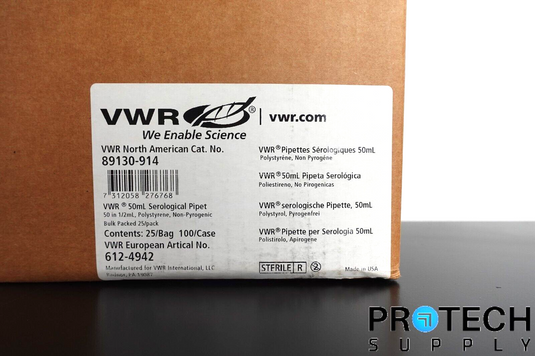 VWR® | vwr.com
We Enable Science
VWR North American Cat. No.
89130-914
7 312058 276768
VWR® 50mL Serological Pipet
50 in 1/2mL, Polystyrene, Non-Pyrogenic
Bulk Packed 25/pack
Contents: 25/Bag 100/Case
VWR European Artical No.
612-4942
Manufactured for VWR International, LLC
VWR® Pipettes Sérologiques 50mL
Polystyrène, Non Pyrogène
VWR® 50mL Pipeta Serológica
Poliestireno, No Pirogenicas
VWR® serologische Pipette, 50mL
Polystyrol, Pyrogenfrei
VWR® Pipette per Serologia 50mL
Polistirolo, Apirogene
STERILE R 2
Made in USA
PROTECH
SUPPLY